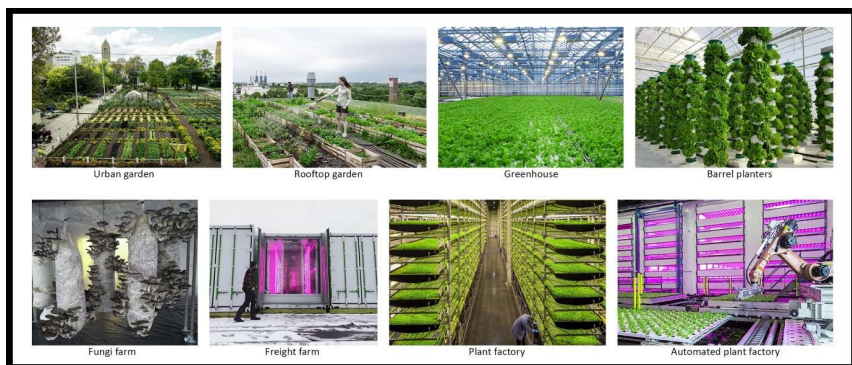 Urban garden
Rooftop garden
Greenhouse
Barrel planters
Fungi farm
Freight farm
Plant factory
Automated plant factory